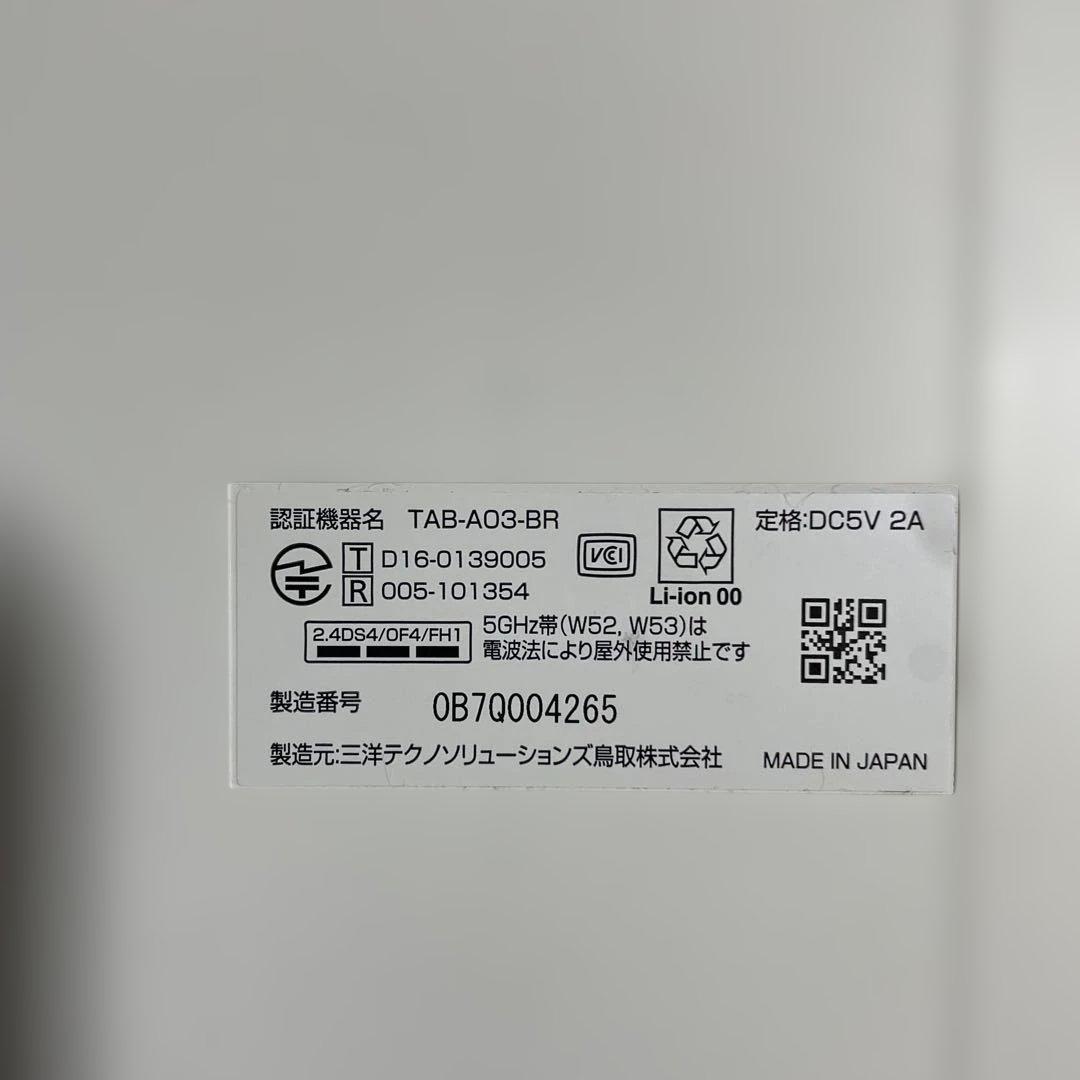 認証機器名 TAB-A03-BR
定格:DC5V 2A
T D16-0139005
R 005-101354
VCCI
Li-ion 00
2.4DS4/OF4/FH1
5GHz帯(W52, W53)は
電波法により屋外使用禁止です
製造番号 0B7Q004265
製造元:三洋テクノソリューションズ鳥取株式会社
MADE IN JAPAN